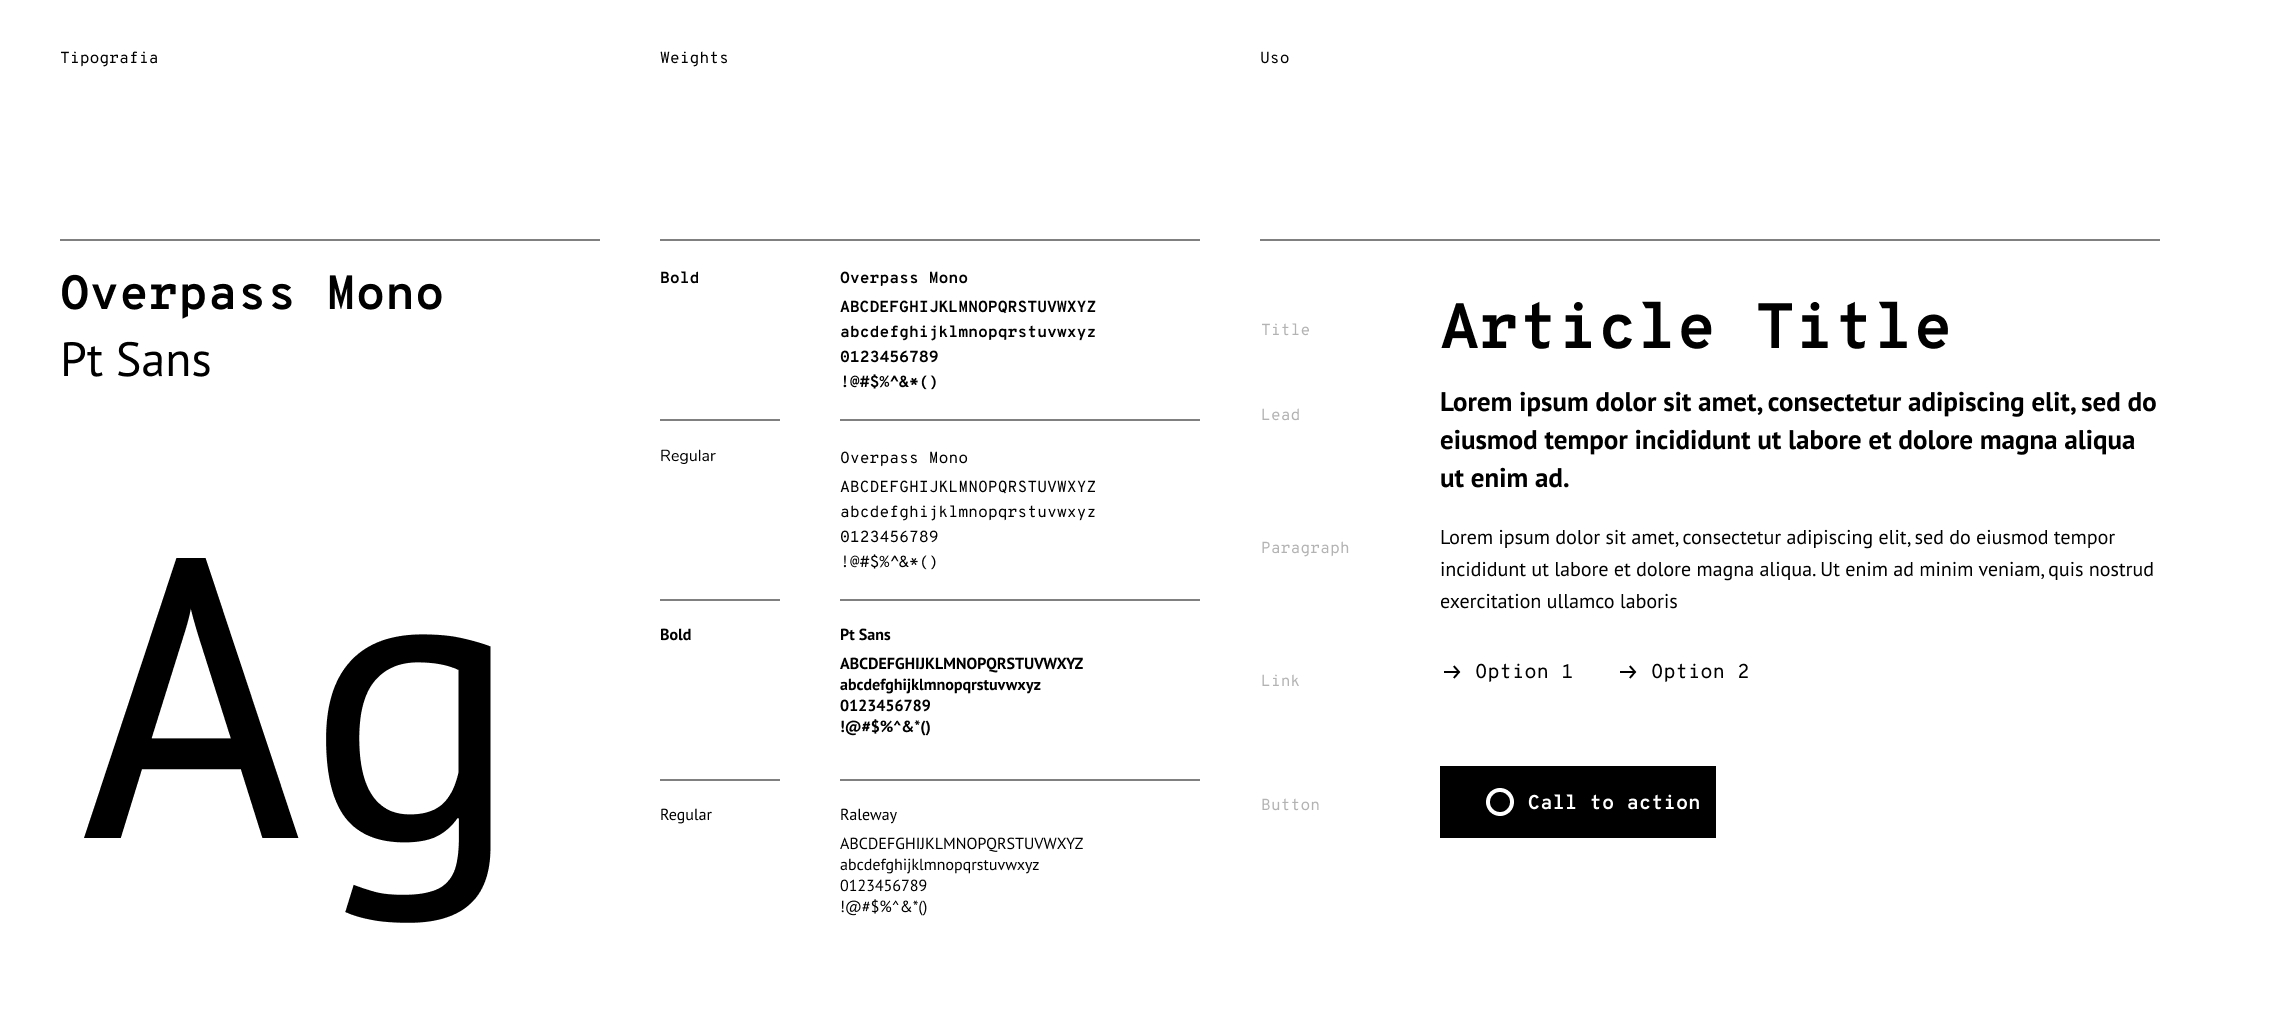 Tipografia
Weights
Uso
Overpass Mono
Pt Sans
Ag
Bold
Overpass Mono
ABCDEFGHIJKLMNOPQRSTUVWXYZ
abcdefghijklmnopqrstuvwxyz
0123456789
!@#$%^&*()
Regular
Overpass Mono
ABCDEFGHIJKLMNOPQRSTUVWXYZ
abcdefghijklmnopqrstuvwxyz
0123456789
!@#$%^&*()
Bold
Pt Sans
ABCDEFGHIJKLMNOPQRSTUVWXYZ
abcdefghijklmnopqrstuvwxyz
0123456789
!@#$%^&*()
Regular
Raleway
ABCDEFGHIJKLMNOPQRSTUVWXYZ
abcdefghijklmnopqrstuvwxyz
0123456789
!@#$%^&*()
Title
Article Title
Lead
Lorem ipsum dolor sit amet, consectetur adipiscing elit, sed do
eiusmod tempor incididunt ut labore et dolore magna aliqua
ut enim ad.
Paragraph
Lorem ipsum dolor sit amet, consectetur adipiscing elit, sed do eiusmod tempor
incididunt ut labore et dolore magna aliqua. Ut enim ad minim veniam, quis nostrud
exercitation ullamco laboris
Link
→ Option 1 → Option 2
Button
Call to action